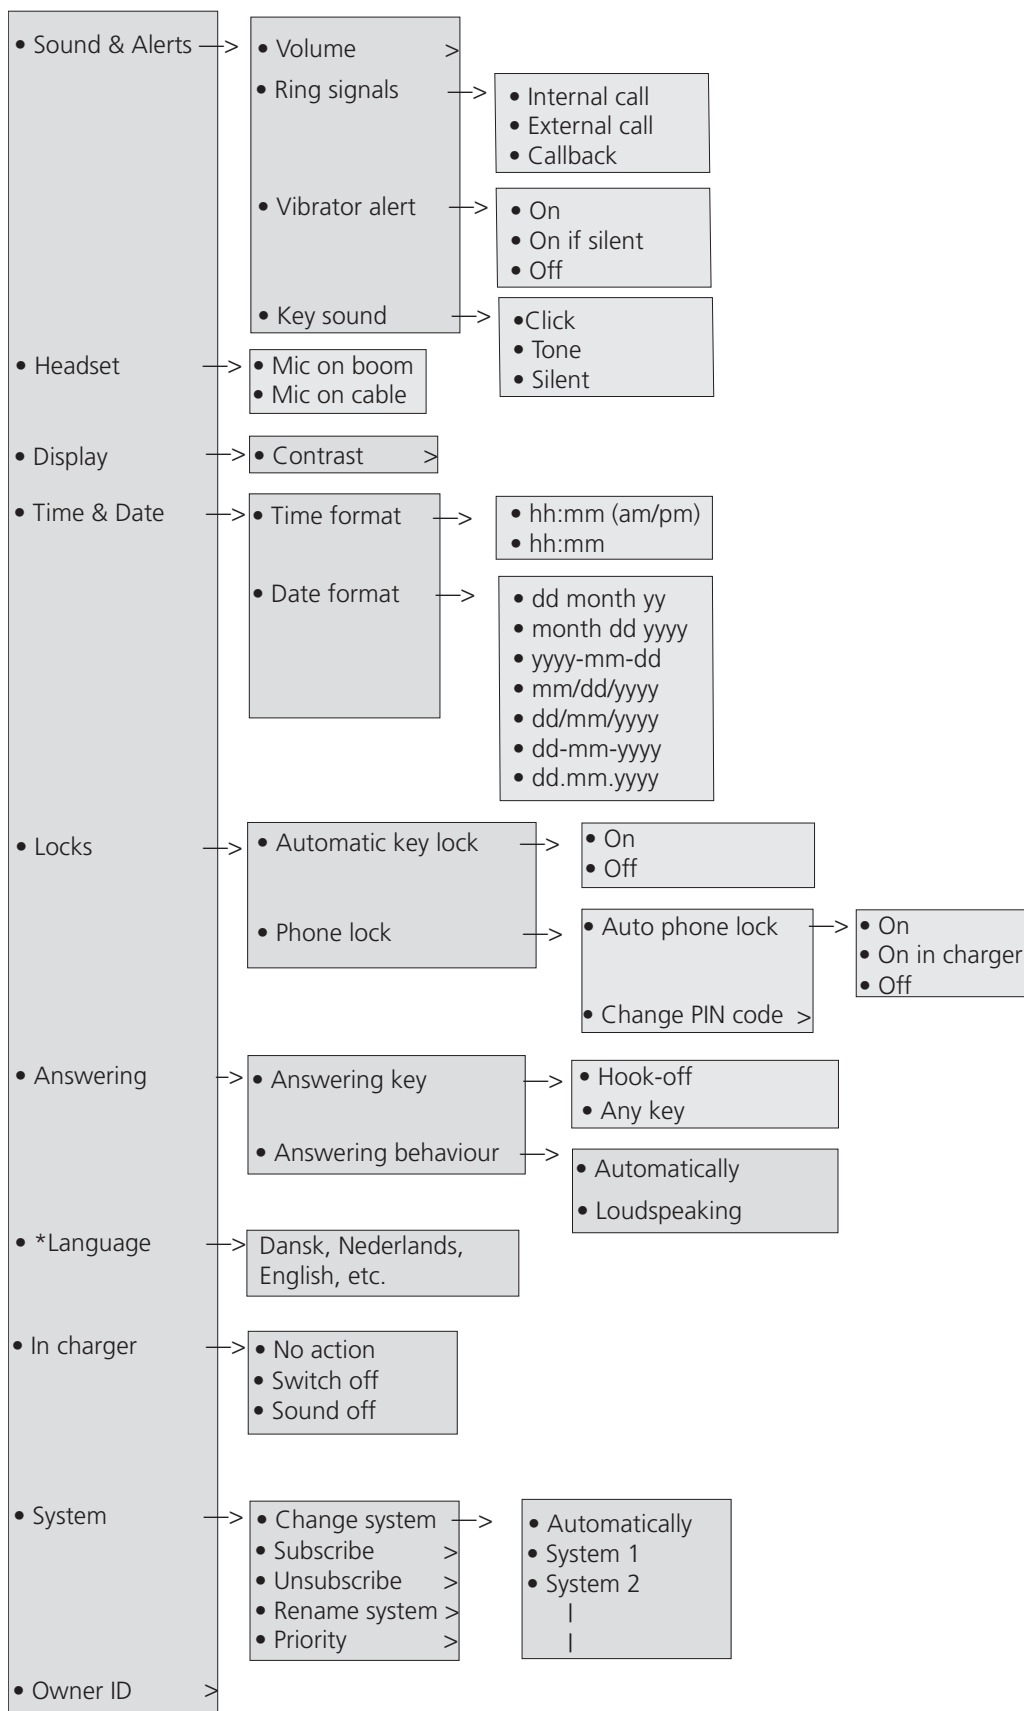 • Sound & Alerts —>
• Volume >
• Ring signals —>
• Internal call
• External call
• Callback
• Vibrator alert —>
• On
• On if silent
• Off
• Key sound —>
•Click
• Tone
• Silent
• Headset —>
• Mic on boom
• Mic on cable
• Display —>
• Contrast >
• Time & Date —>
• Time format —>
• hh:mm (am/pm)
• hh:mm
• Date format —>
• dd month yy
• month dd yyyy
• yyyy-mm-dd
• mm/dd/yyyy
• dd/mm/yyyy
• dd-mm-yyyy
• dd.mm.yyyy
• Locks —>
• Automatic key lock —>
• On
• Off
• Phone lock —>
• Auto phone lock —>
• On
• On in charger
• Off
• Change PIN code >
• Answering —>
• Answering key —>
• Hook-off
• Any key
• Answering behaviour —>
• Automatically
• Loudspeaking
• *Language —>
Dansk, Nederlands,
English, etc.
• In charger —>
• No action
• Switch off
• Sound off
• System —>
• Change system —>
• Automatically
• System 1
• System 2
|
|
• Subscribe >
• Unsubscribe >
• Rename system >
• Priority >
• Owner ID >